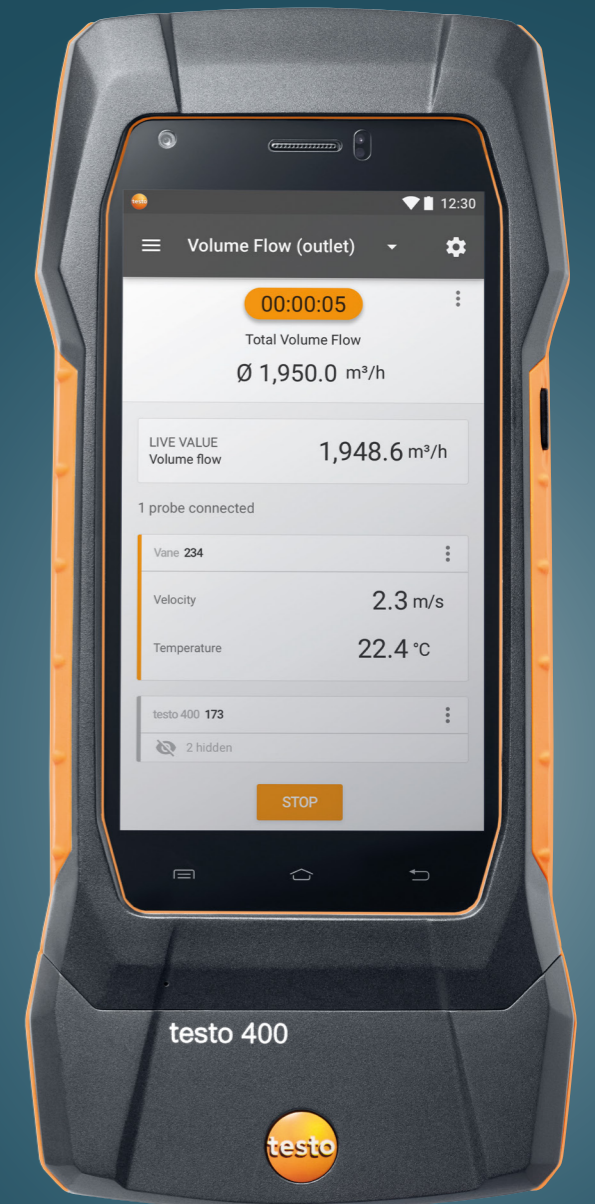 testo
12:30
Volume Flow (outlet)
00:00:05
Total Volume Flow
Ø 1,950.0 m³/h
LIVE VALUE
Volume flow
1,948.6 m³/h
1 probe connected
Vane 234
Velocity
2.3 m/s
Temperature
22.4 °C
testo 400 173
2 hidden
STOP
testo 400
testo